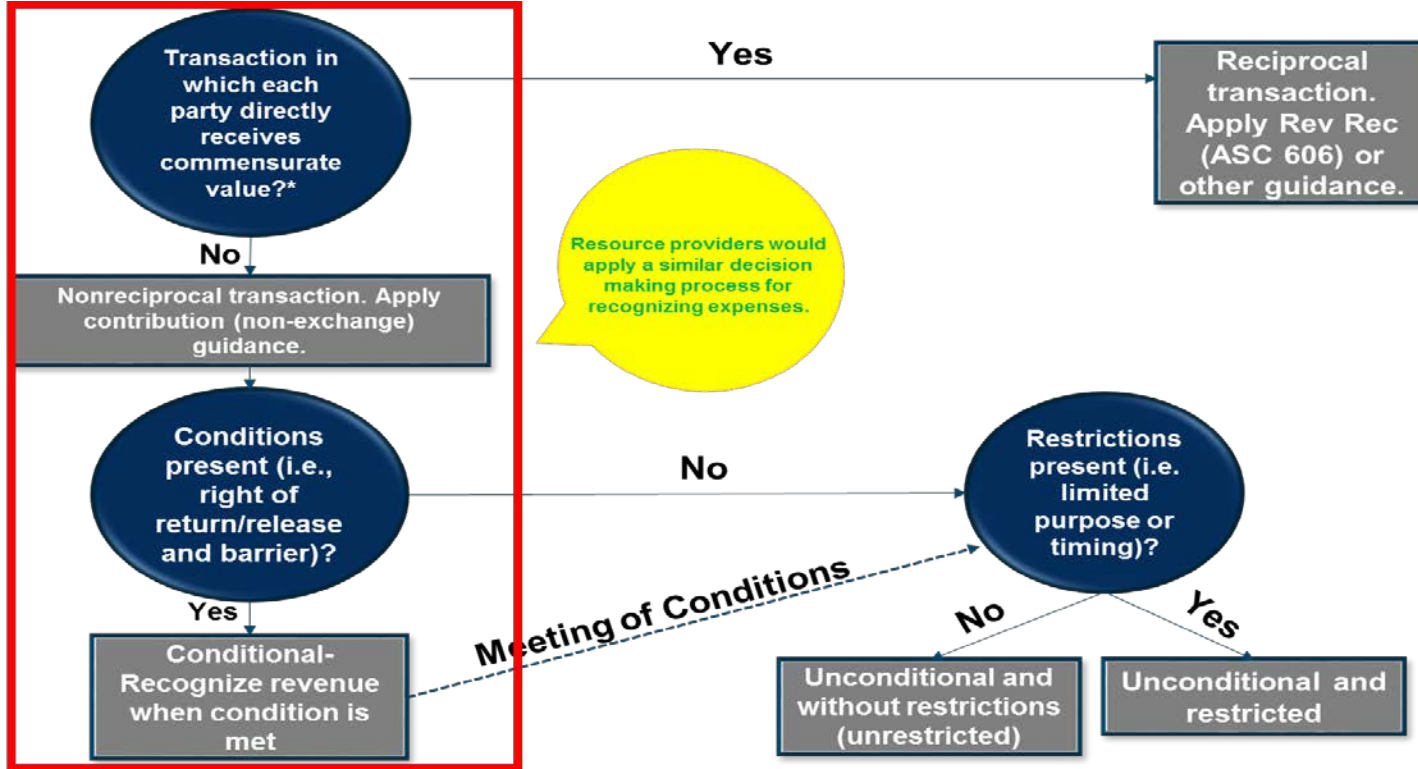 Transaction in
which each
party directly
receives
commensurate
value?*
Yes
Reciprocal
transaction.
Apply Rev Rec
(ASC 606) or
other guidance.
No
Nonreciprocal transaction. Apply
contribution (non-exchange)
guidance.
Resource providers would
apply a similar decision
making process for
recognizing expenses.
Conditions
present (i.e.,
right of
return/release
and barrier)?
No
Restrictions
present (i.e.
limited
purpose or
timing)?
Yes
Conditional-
Recognize revenue
when condition is
met
Meeting of Conditions
No
Yes
Unconditional and
without restrictions
(unrestricted)
Unconditional and
restricted